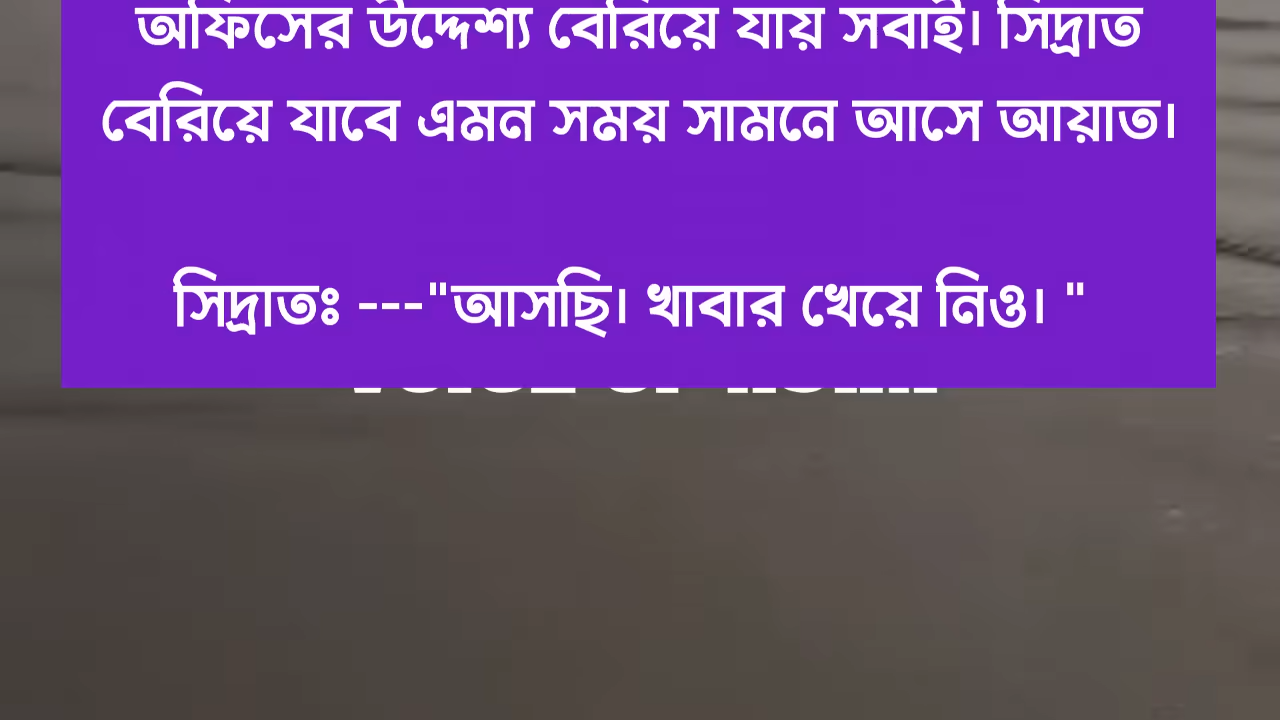 অফিসের উদ্দেশ্য বেরিয়ে যায় সবাই। সিদ্রাত
বেরিয়ে যাবে এমন সময় সামনে আসে আয়াত।
সিদ্রাতঃ ---"আসছি। খাবার খেয়ে নিও। "